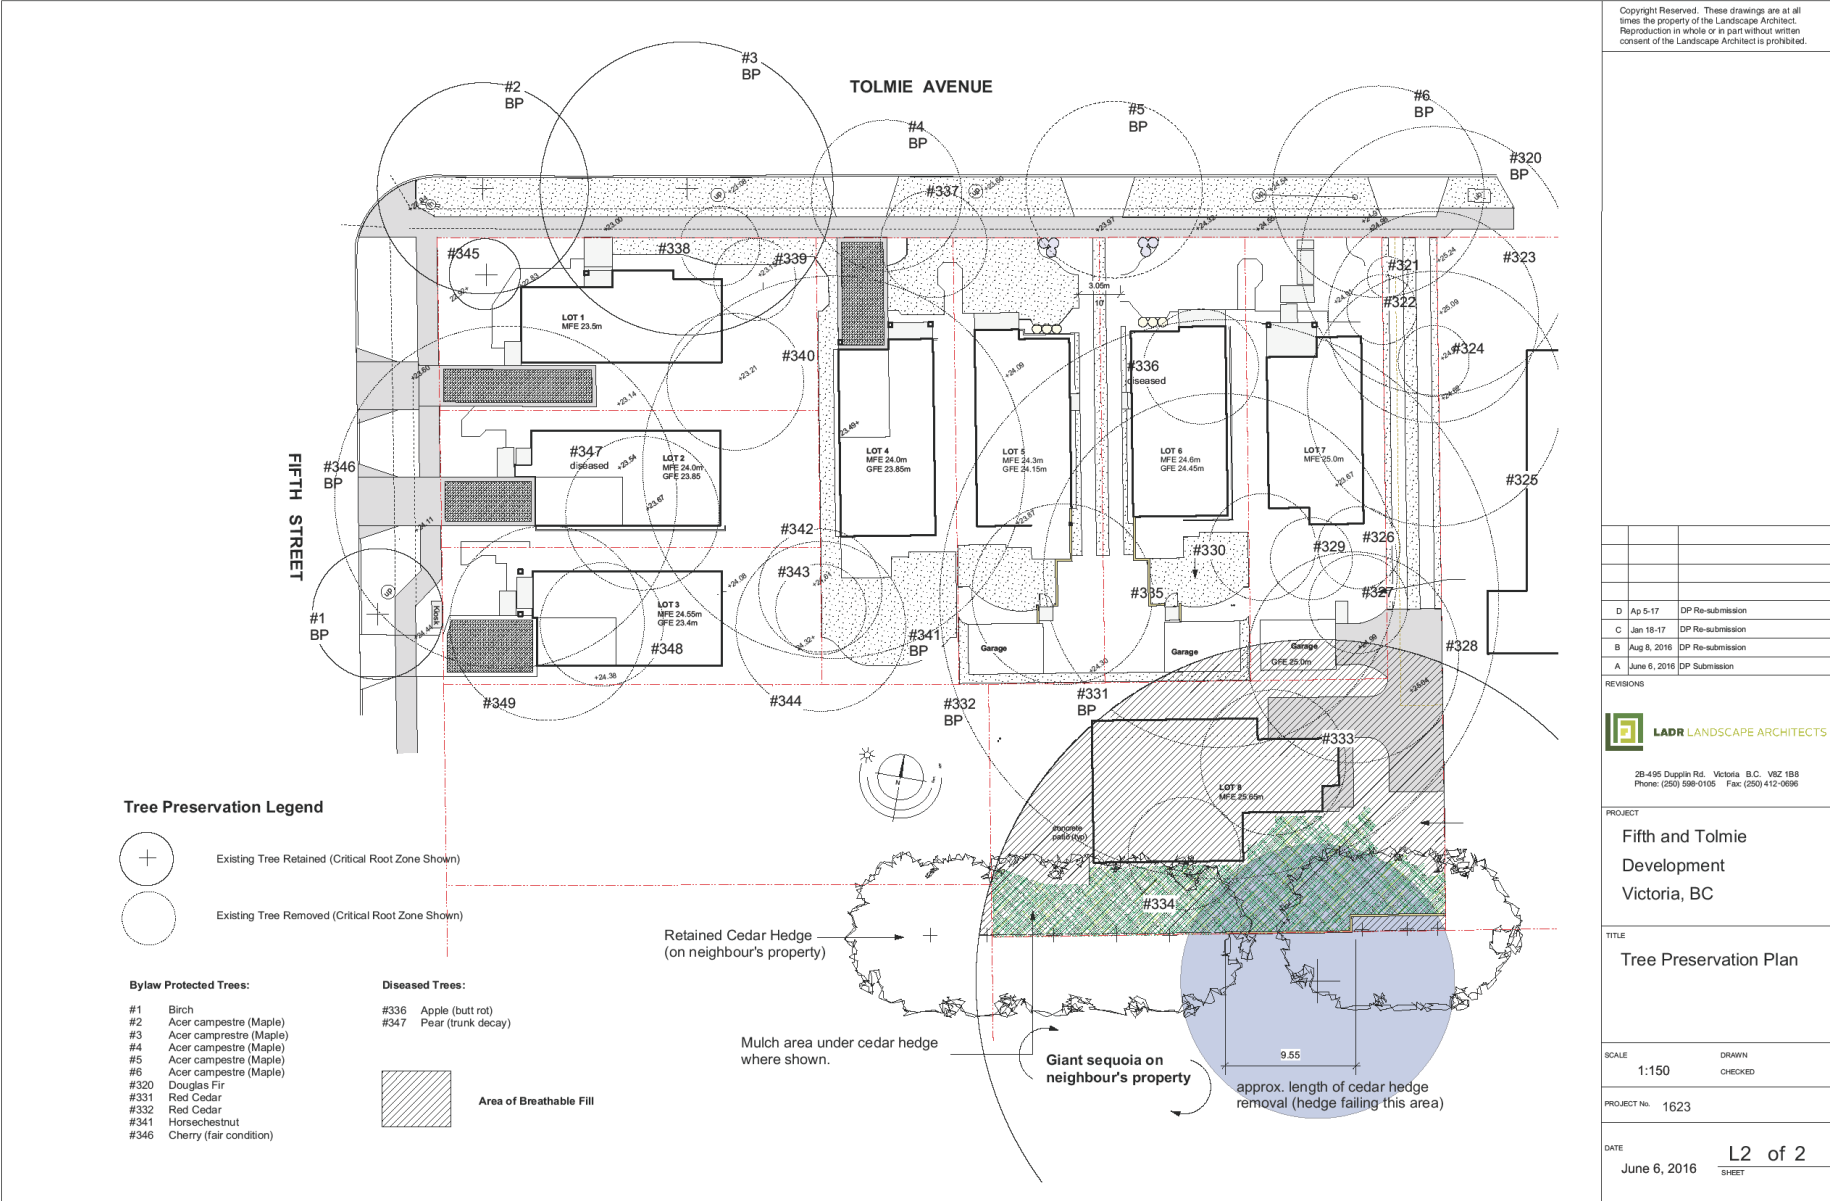 Copyright Reserved. These drawings are at all
times the property of the Landscape Architect.
Reproduction in whole or in part without written
consent of the Landscape Architect is prohibited.
TOLMIE AVENUE
#3
BP
#2
BP
#4
BP
#5
BP
#6
BP
#320
BP
#337
#345
#338
#339
#321
#322
#323
#324
#325
3.05m
10'
LOT 1
MFE 23.5m
#340
#336
diseased
#346
BP
#347
diseased
LOT 2
MFE 24.0m
GFE 23.85
LOT 4
MFE 24.0m
GFE 23.85m
LOT 5
MFE 24.3m
GFE 24.15m
LOT 6
MFE 24.6m
GFE 24.45m
LOT 7
MFE 25.0m
FIFTH STREET
#342
#343
#330
#329
#326
#335
#327
#1
BP
Kiosk
LOT 3
MFE 24.55m
GFE 23.4m
#348
#341
BP
Garage
Garage
Garage
GFE 25.0m
#328
#349
+24.38
#344
#332
BP
#331
BP
#333
LOT 8
MFE 25.65m
concrete
patio (typ)
N
#334
Tree Preservation Legend
Existing Tree Retained (Critical Root Zone Shown)
Existing Tree Removed (Critical Root Zone Shown)
Retained Cedar Hedge
(on neighbour's property)
Mulch area under cedar hedge
where shown.
Giant sequoia on
neighbour's property
9.55
approx. length of cedar hedge
removal (hedge failing this area)
Bylaw Protected Trees:
#1 Birch
#2 Acer campestre (Maple)
#3 Acer camprestre (Maple)
#4 Acer campestre (Maple)
#5 Acer campestre (Maple)
#6 Acer campestre (Maple)
#320 Douglas Fir
#331 Red Cedar
#332 Red Cedar
#341 Horsechestnut
#346 Cherry (fair condition)
Diseased Trees:
#336 Apple (butt rot)
#347 Pear (trunk decay)
Area of Breathable Fill
D Ap 5-17 DP Re-submission
C Jan 18-17 DP Re-submission
B Aug 8, 2016 DP Re-submission
A June 6, 2016 DP Submission
REVISIONS
LADR LANDSCAPE ARCHITECTS
2B-495 Dupplin Rd. Victoria B.C. V8Z 1B8
Phone: (250) 598-0105 Fax: (250) 412-0696
PROJECT
Fifth and Tolmie
Development
Victoria, BC
TITLE
Tree Preservation Plan
SCALE
1:150
DRAWN
CHECKED
PROJECT No. 1623
DATE
June 6, 2016
L2 of 2
SHEET